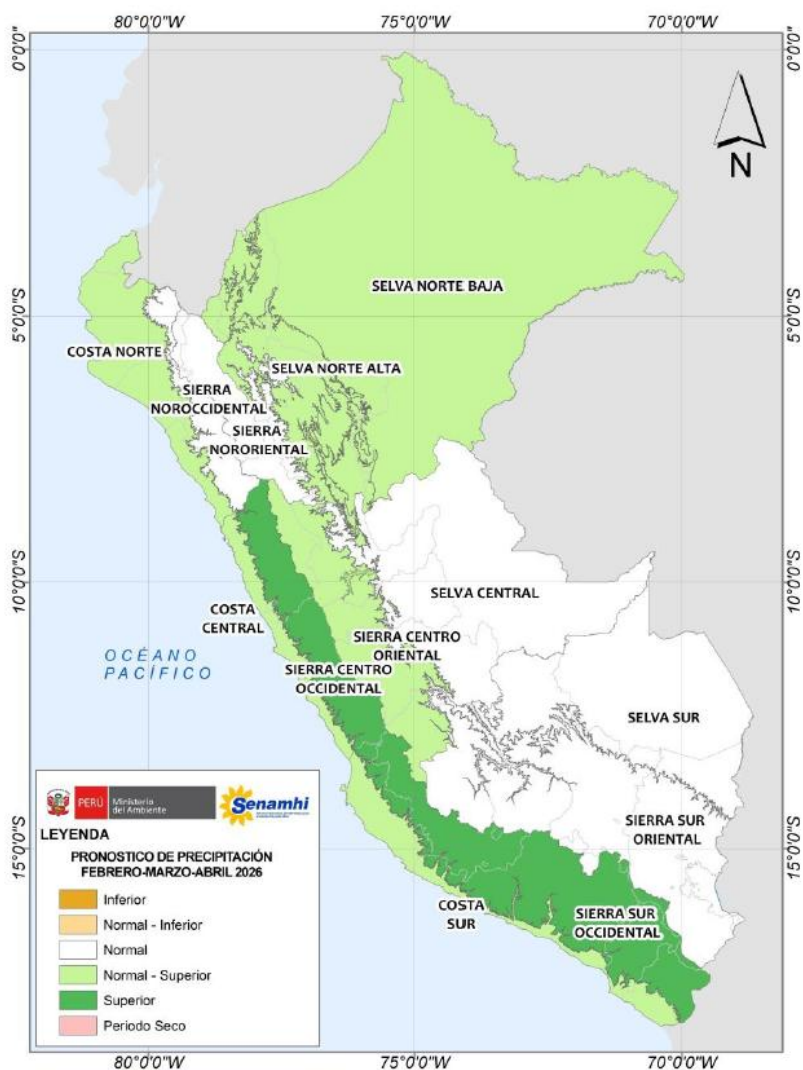 80°0'0"W
75°0'0"W
70°0'0"W
0°0'0"
0°0'0"
N
SELVA NORTE BAJA
5°0'0"S
5°0'0"S
COSTA NORTE
SELVA NORTE ALTA
SIERRA
NOROCCIDENTAL
SIERRA
NORORIENTAL
10°0'0"S
10°0'0"S
SELVA CENTRAL
COSTA
CENTRAL
SIERRA CENTRO
ORIENTAL
OCÉANO
PACÍFICO
SIERRA CENTRO
OCCIDENTAL
SELVA SUR
SIERRA SUR
ORIENTAL
15°0'0"S
15°0'0"S
COSTA
SUR
SIERRA SUR
OCCIDENTAL
PERÚ
Ministerio
del Ambiente
Senamhi
LEYENDA
PRONOSTICO DE PRECIPITACIÓN
FEBRERO-MARZO-ABRIL 2026
Inferior
Normal - Inferior
Normal
Normal - Superior
Superior
Periodo Seco
80°0'0"W
75°0'0"W
70°0'0"W